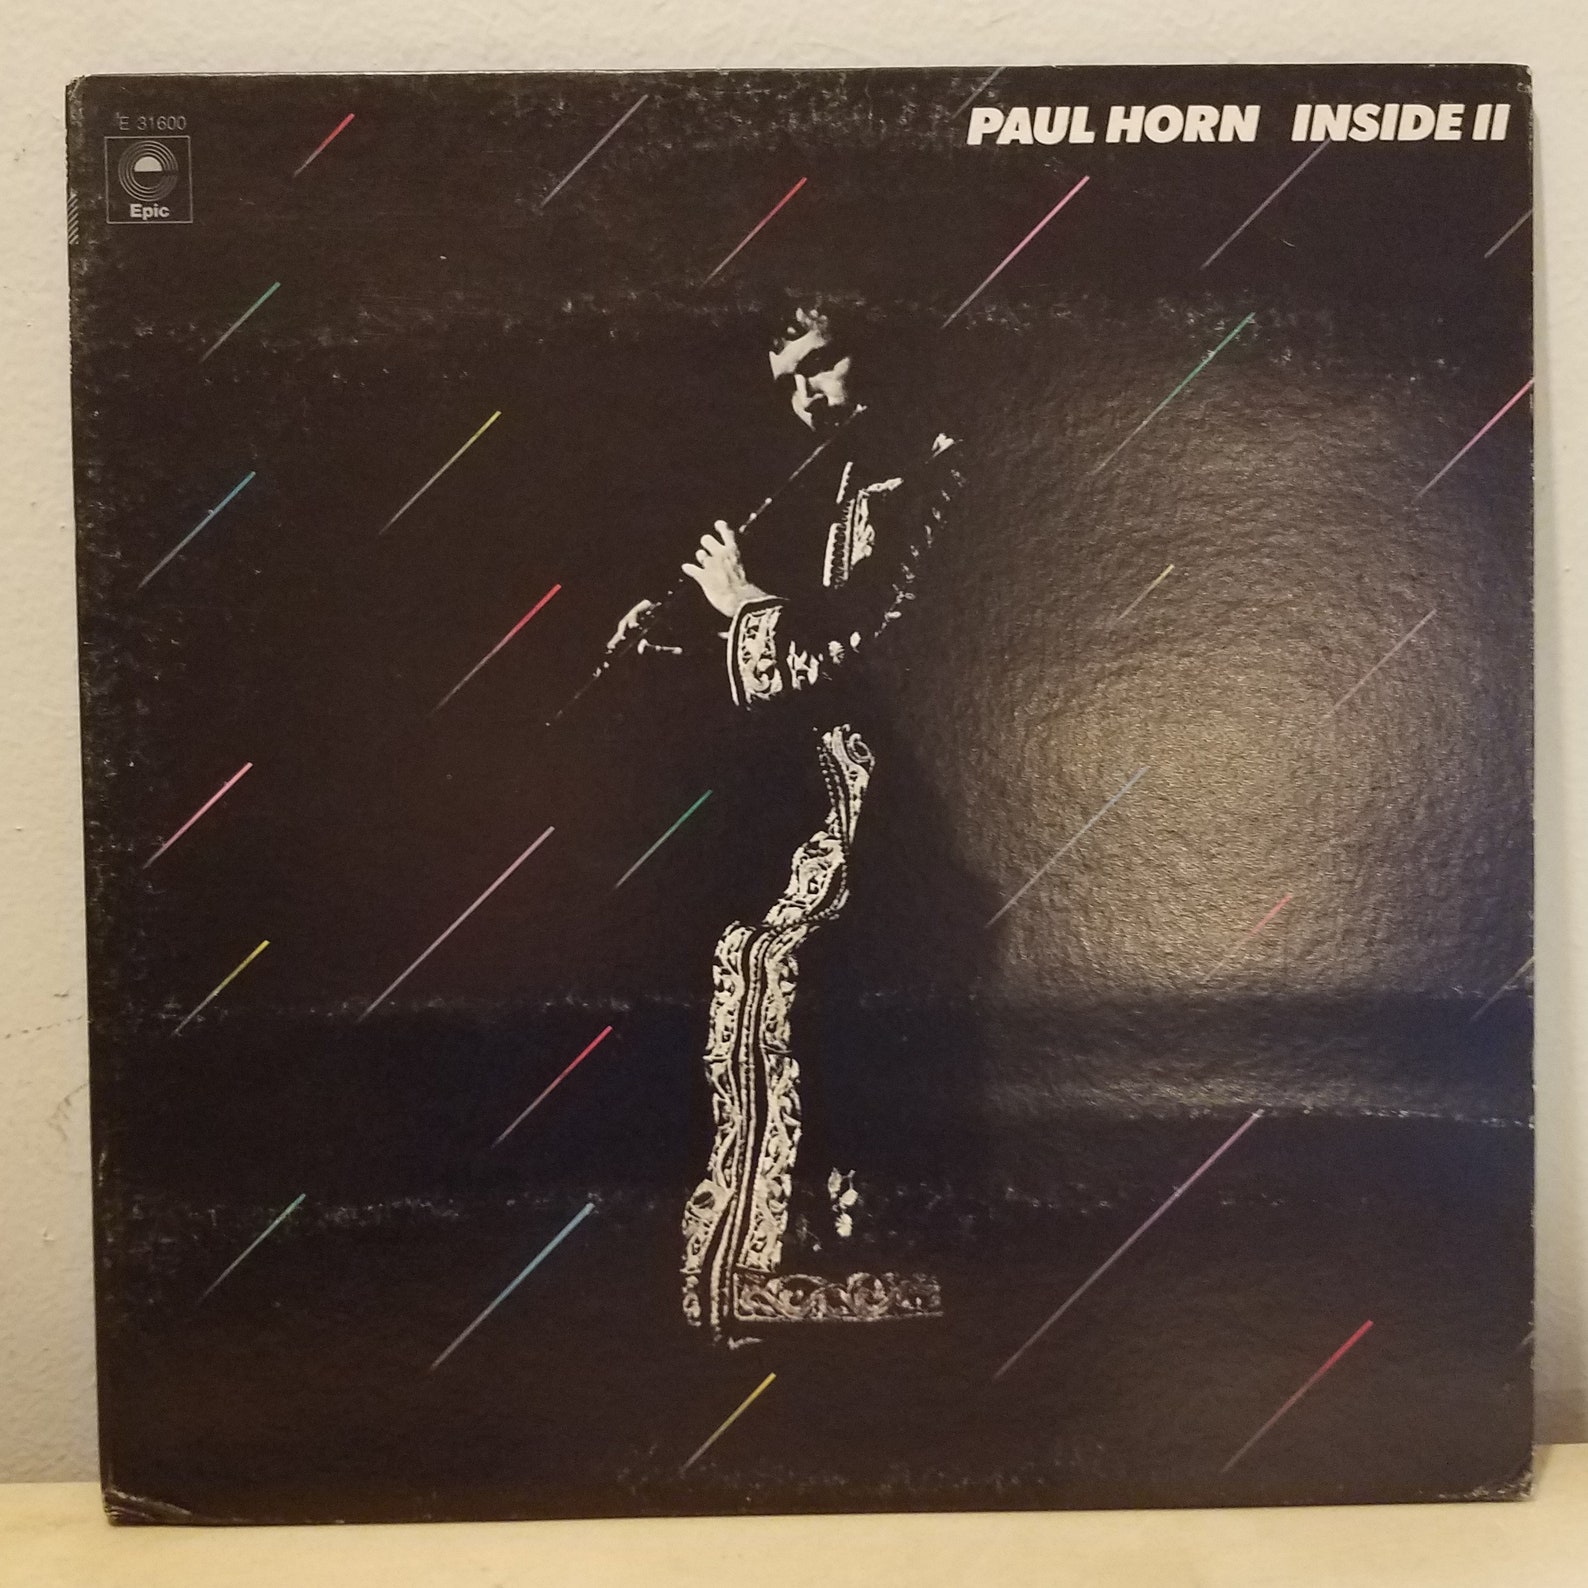 E 31600
Epic
PAUL HORN INSIDE II